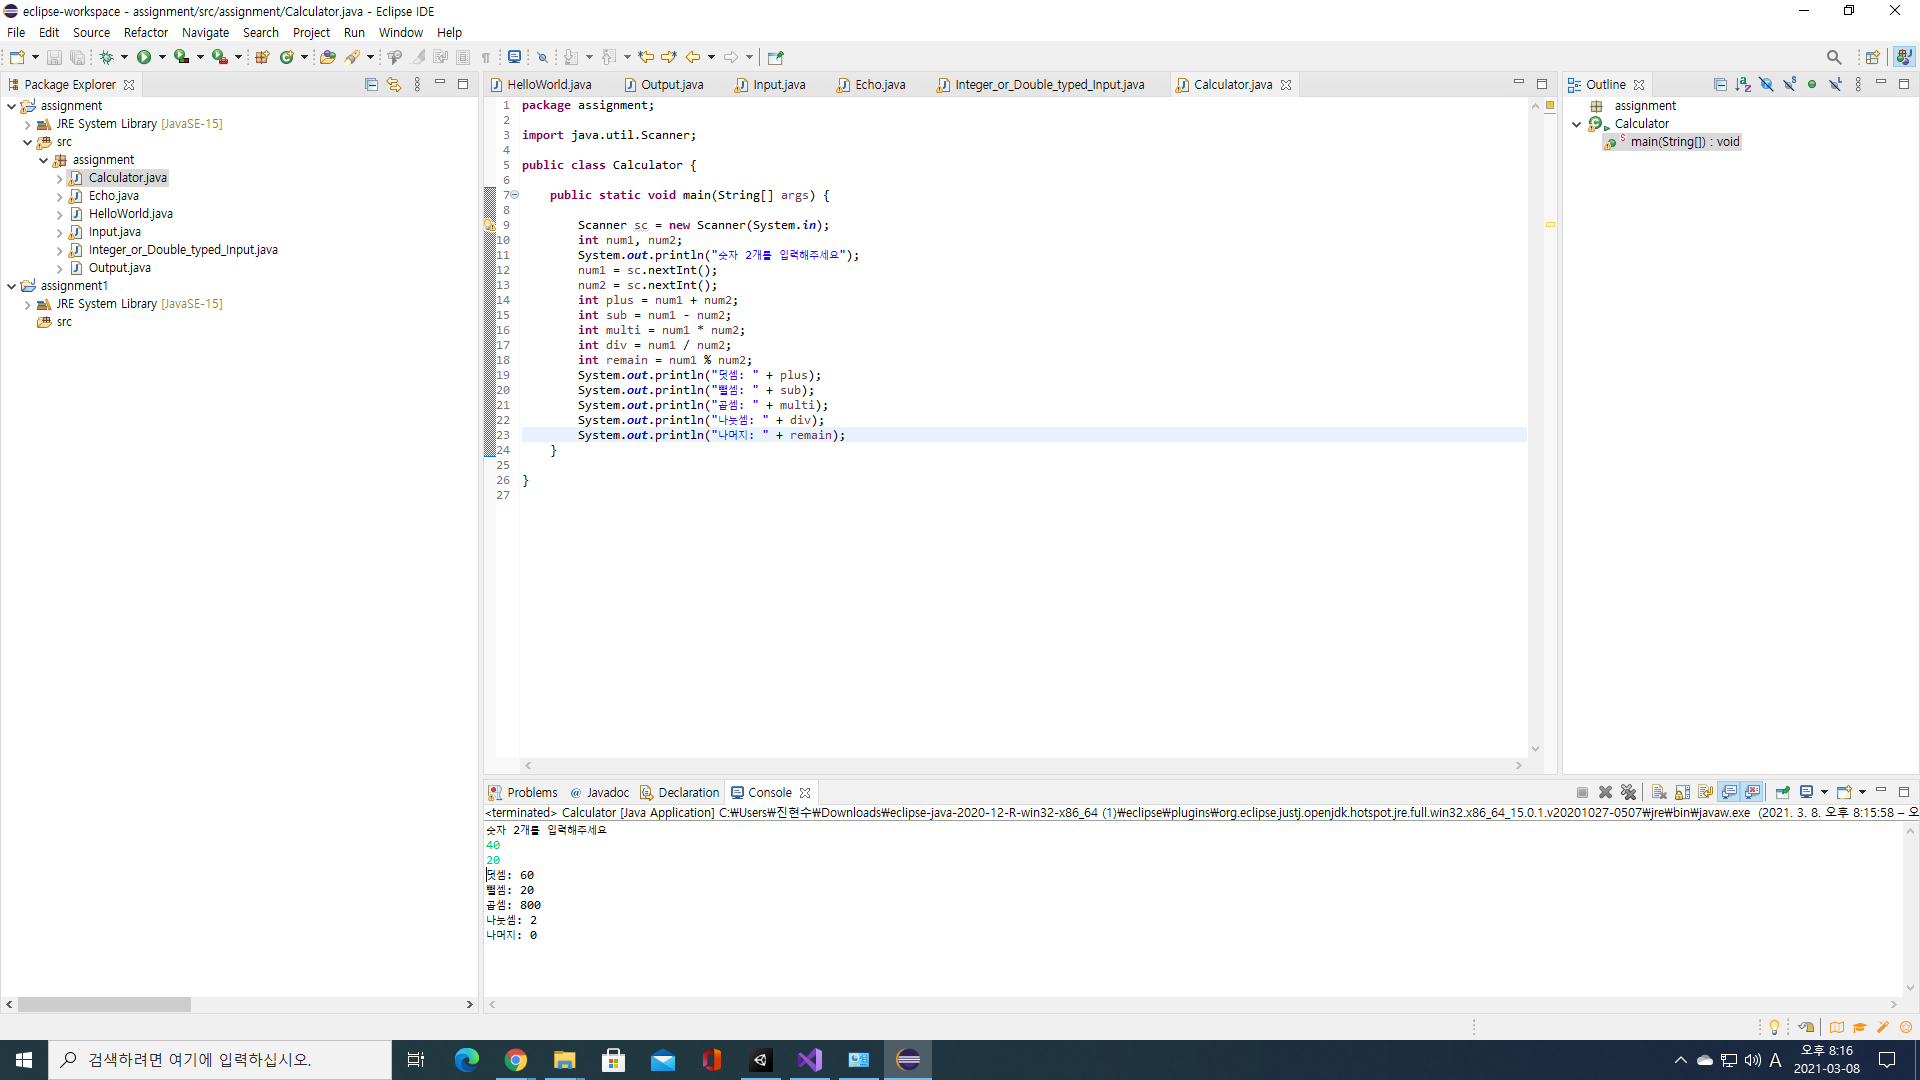 eclipse-workspace - assignment/src/assignment/Calculator.java - Eclipse IDE
File Edit Source Refactor Navigate Search Project Run Window Help
Package Explorer
assignment
JRE System Library [JavaSE-15]
src
assignment
Calculator.java
Echo.java
HelloWorld.java
Input.java
Integer_or_Double_typed_Input.java
Output.java
assignment1
JRE System Library [JavaSE-15]
src
HelloWorld.java Output.java Input.java Echo.java Integer_or_Double_typed_Input.java Calculator.java
1 package assignment;
2
3 import java.util.Scanner;
4
5 public class Calculator {
6
7 public static void main(String[] args) {
8
9 Scanner sc = new Scanner(System.in);
10 int num1, num2;
11 System.out.println("숫자 2개를 입력해주세요");
12 num1 = sc.nextInt();
13 num2 = sc.nextInt();
14 int plus = num1 + num2;
15 int sub = num1 - num2;
16 int multi = num1 * num2;
17 int div = num1 / num2;
18 int remain = num1 % num2;
19 System.out.println("덧셈: " + plus);
20 System.out.println("뺄셈: " + sub);
21 System.out.println("곱셈: " + multi);
22 System.out.println("나눗셈: " + div);
23 System.out.println("나머지: " + remain);
24 }
25
26 }
27
Outline
assignment
Calculator
main(String[]) : void
Problems Javadoc Declaration Console
<terminated> Calculator [Java Application] C:₩Users₩진현수₩Downloads₩eclipse-java-2020-12-R-win32-x86_64 (1)₩eclipse₩plugins₩org.eclipse.justj.openjdk.hotspot.jre.full.win32.x86_64_15.0.1.v20201027-0507₩jre₩bin₩javaw.exe (2021. 3. 8. 오후 8:15:58 – 오
숫자 2개를 입력해주세요
40
20
덧셈: 60
뺄셈: 20
곱셈: 800
나눗셈: 2
나머지: 0
검색하려면 여기에 입력하십시오.
A
오후 8:16
2021-03-08